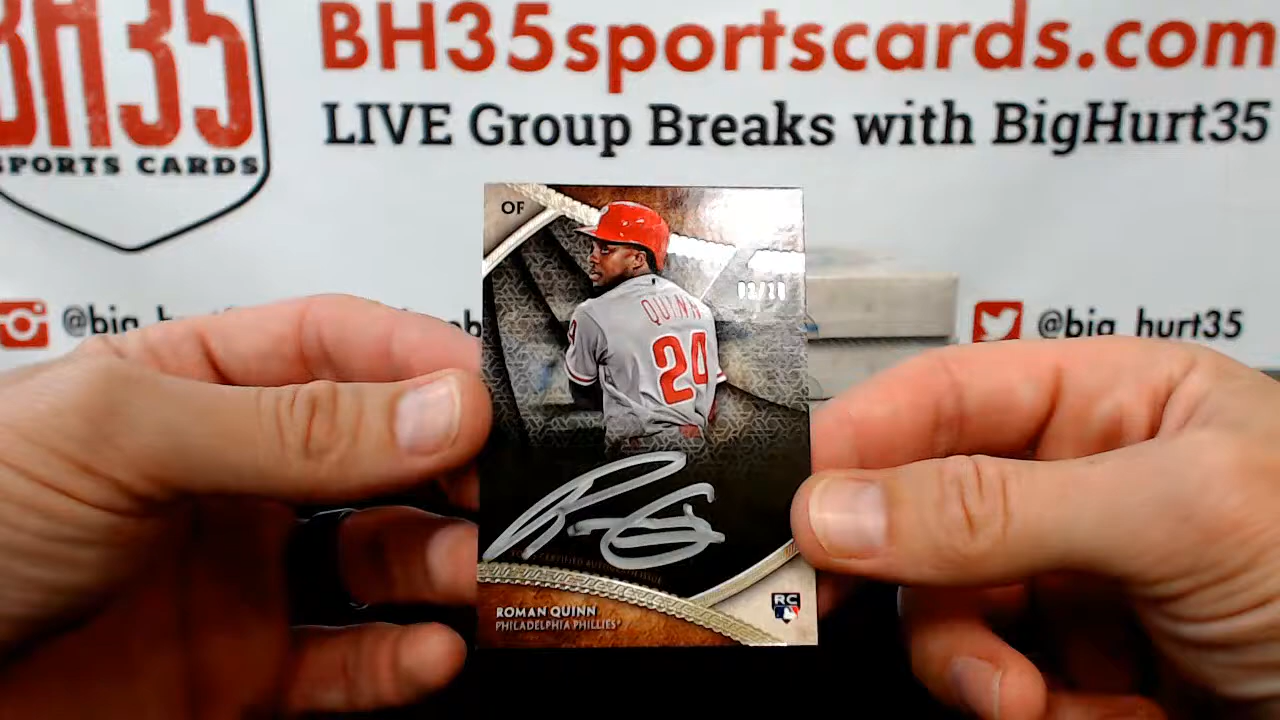 BH35
SPORTS CARDS
BH35sportscards.com
LIVE Group Breaks with BigHurt35
@big_hurt35
OF
QUINN
24
ROMAN QUINN
PHILADELPHIA PHILLIES
RC